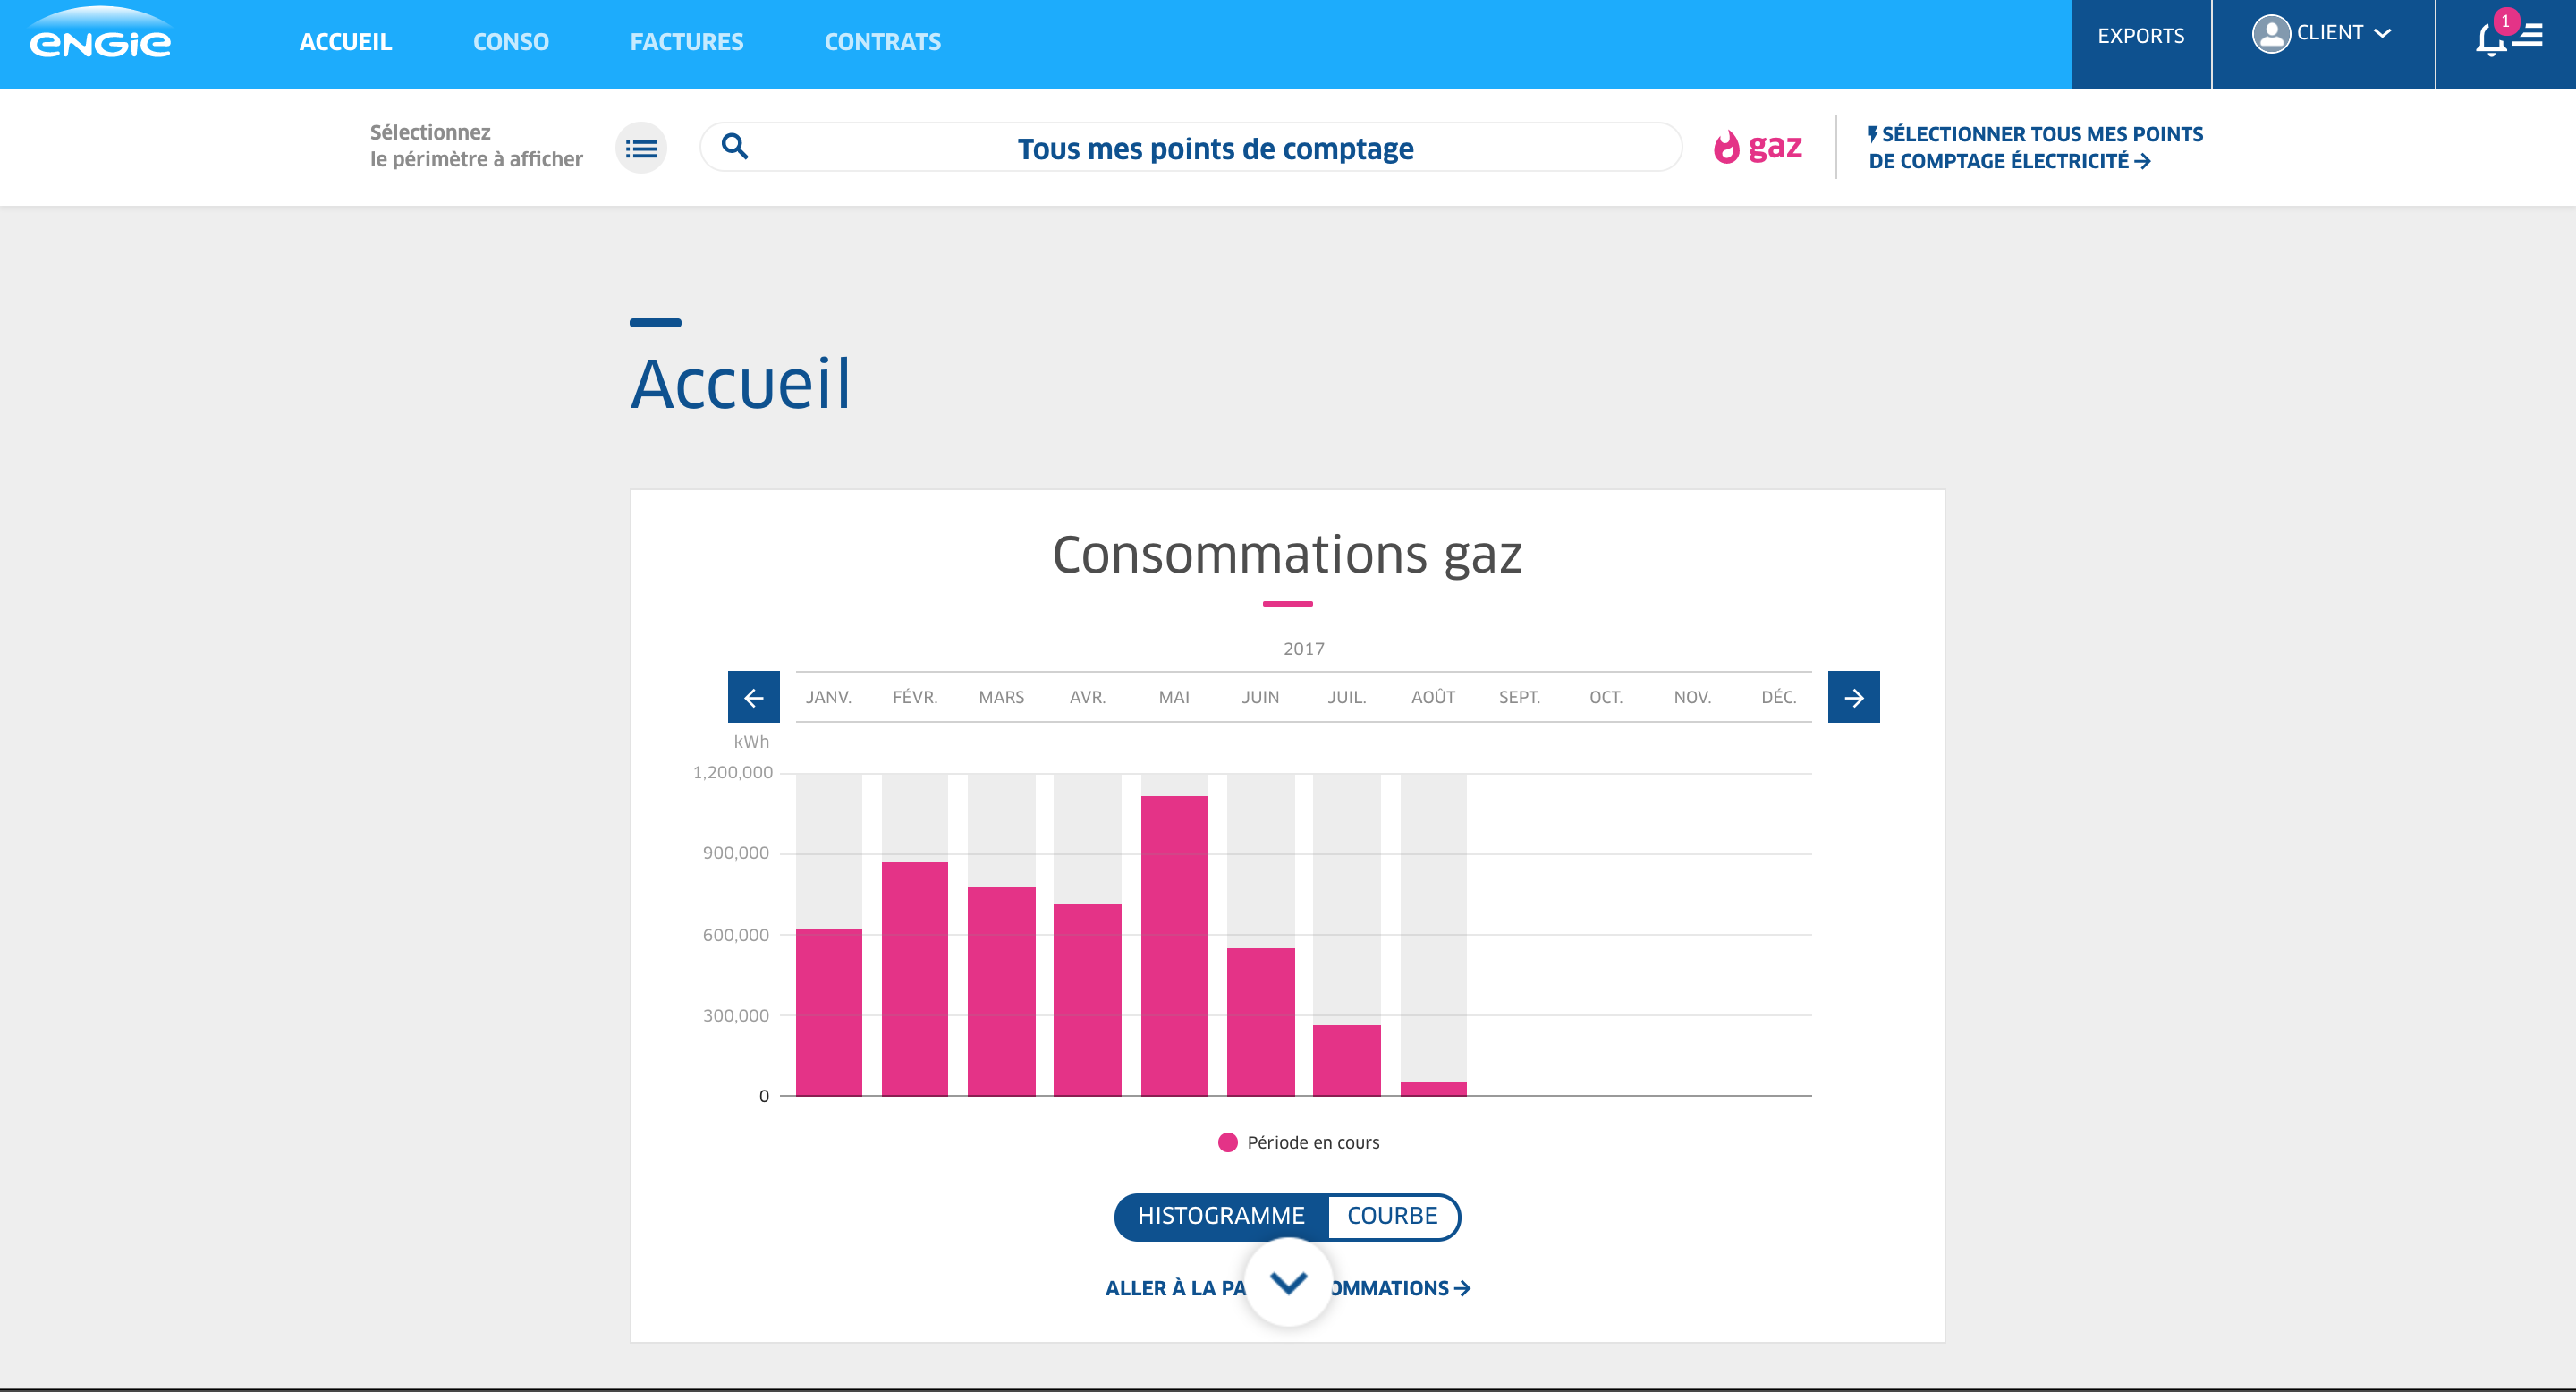 ENGIE
ACCUEIL
CONSO
FACTURES
CONTRATS
EXPORTS
CLIENT
1
Sélectionnez
le périmètre à afficher
Tous mes points de comptage
gaz
SÉLECTIONNER TOUS MES POINTS
DE COMPTAGE ÉLECTRICITÉ
Accueil
Consommations gaz
2017
JANV. FÉVR. MARS AVR. MAI JUIN JUIL. AOÛT SEPT. OCT. NOV. DÉC.
kWh
1,200,000
900,000
600,000
300,000
0
Période en cours
HISTOGRAMME
COURBE
ALLER À LA